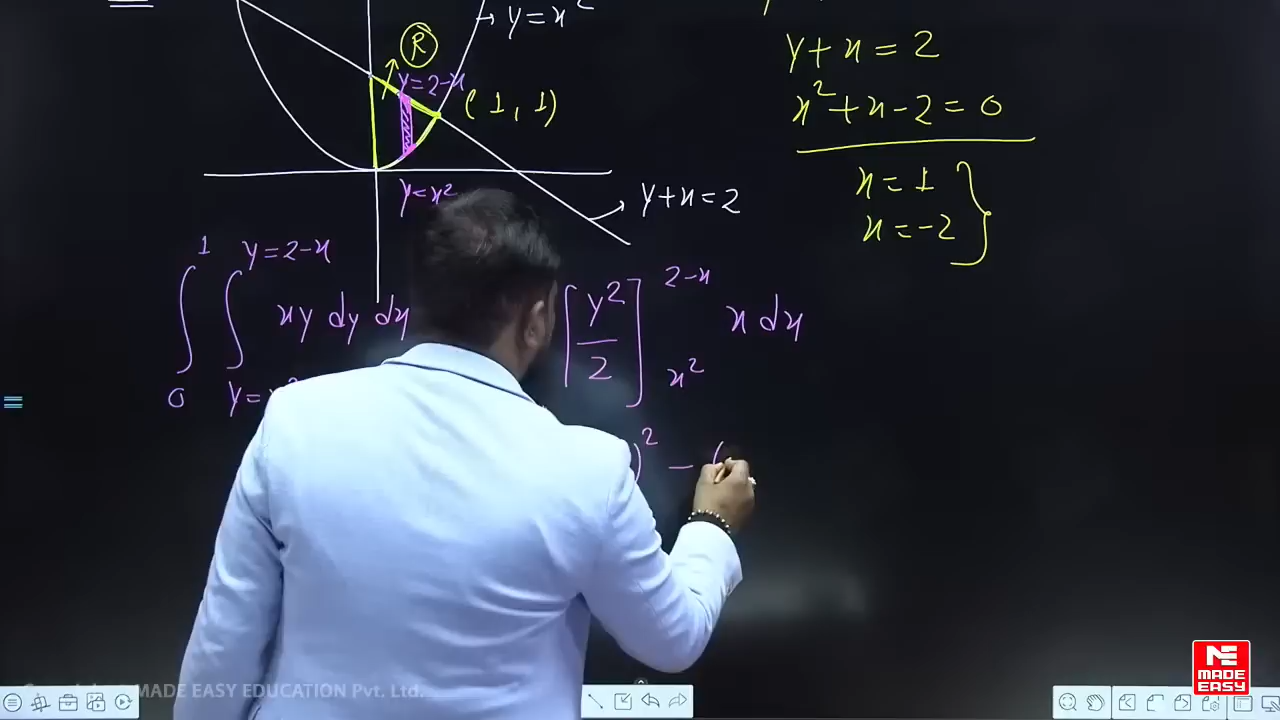 y = x²
R
y = 2-x
(1, 1)
y = x²
y + x = 2
y + x = 2
x² + x - 2 = 0
x = 1
x = -2
1 y = 2-x
∫ ∫ xy dy dx
0 y =
[y²/2] 2-x x² x dx
)² - (
MADE EASY EDUCATION Pvt. Ltd.
MADE EASY